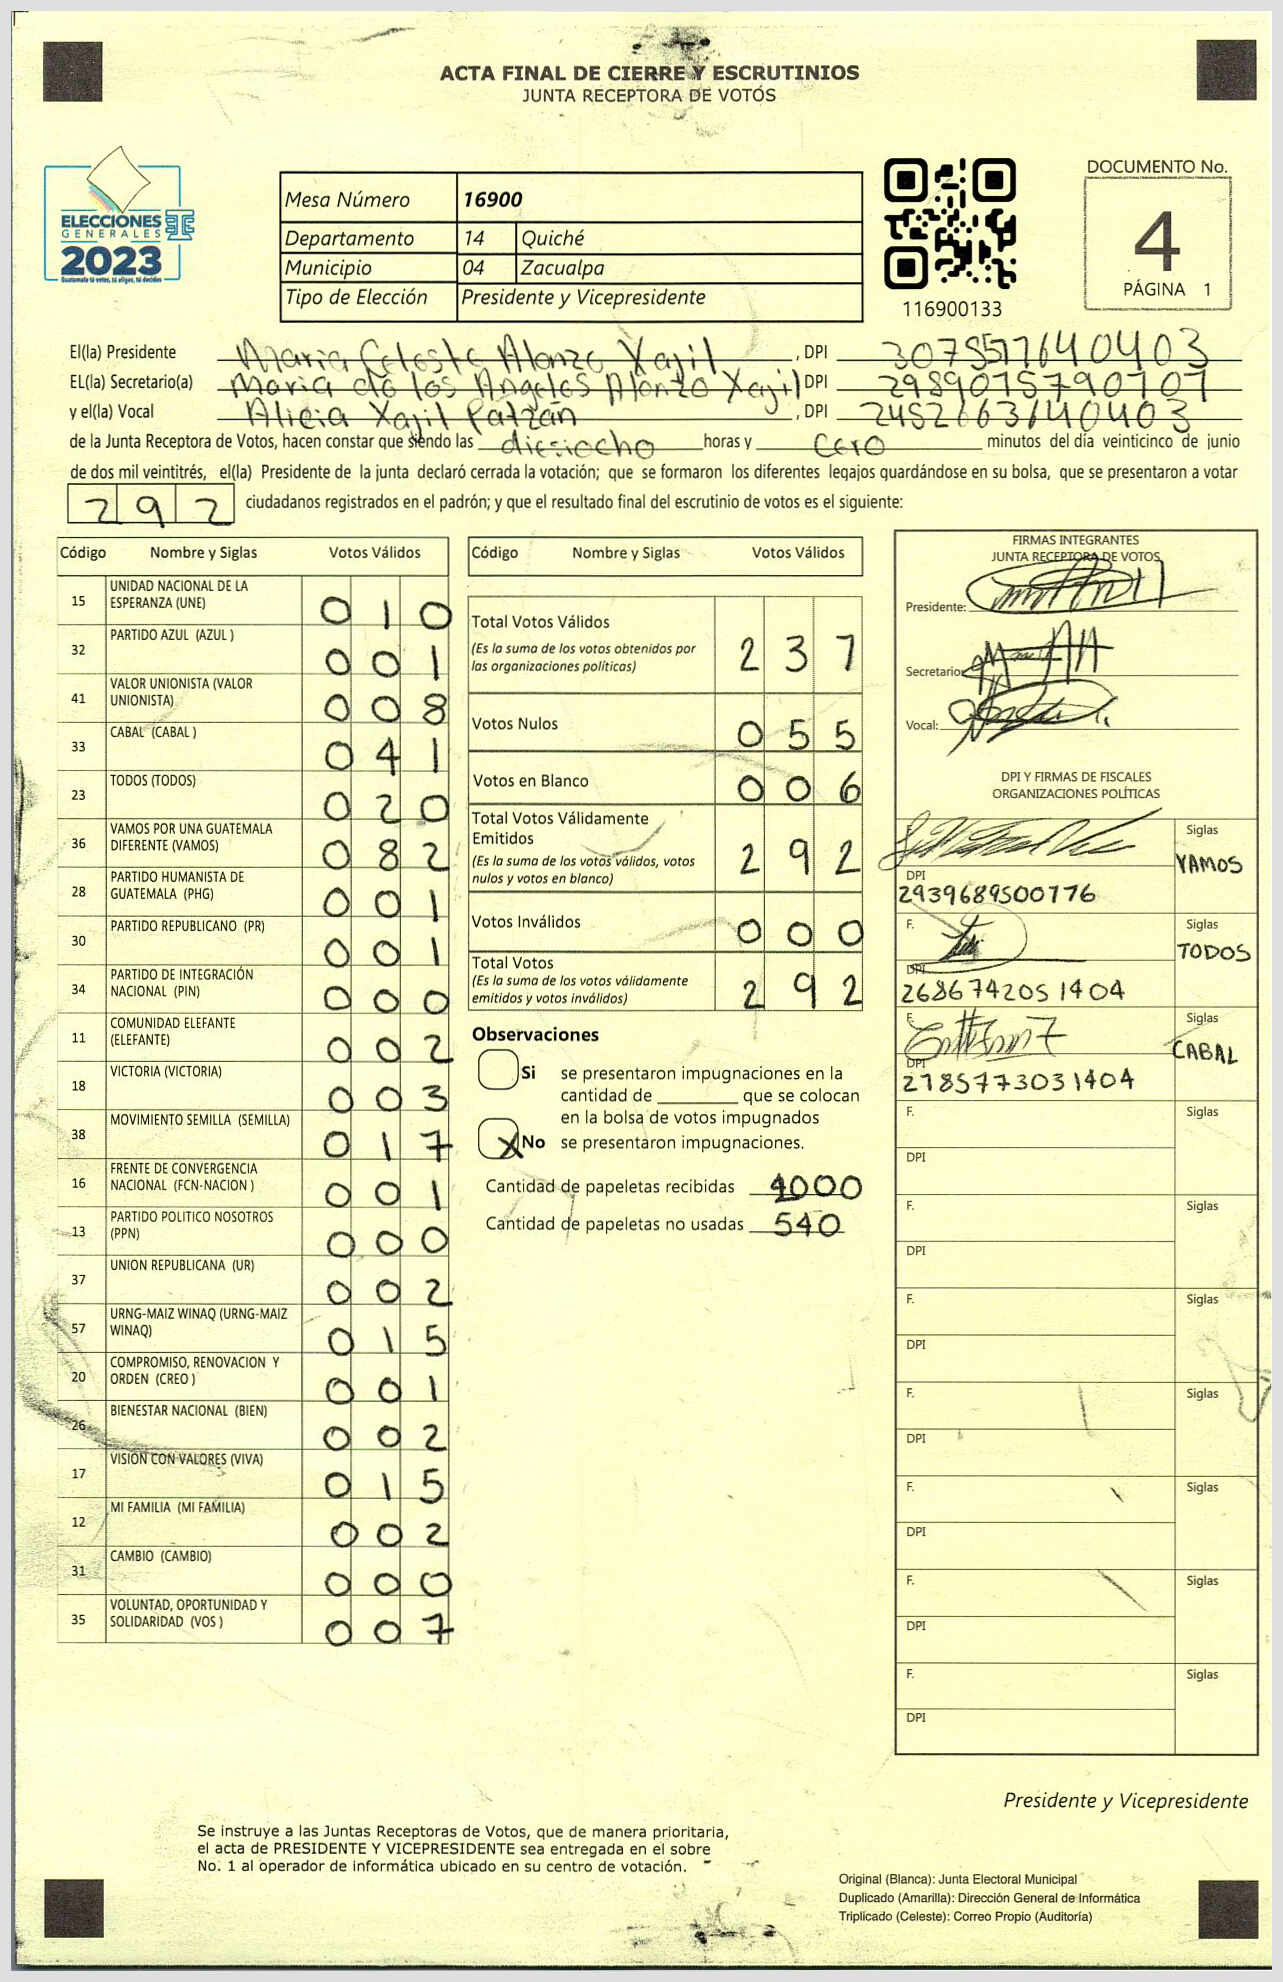 ACTA FINAL DE CIERRE Y ESCRUTINIOS
JUNTA RECEPTORA DE VOTOS
ELECCIONES
GENERALES
2023
Guatemala tú votes, tú eliges, tú decides
Mesa Número 16900
Departamento 14 Quiché
Municipio 04 Zacualpa
Tipo de Elección Presidente y Vicepresidente
116900133
DOCUMENTO No.
4
PÁGINA 1
El(la) Presidente Maria Celeste Alonzo Xajil, DPI 3073577640403
EL(la) Secretario(a) Maria de los Angeles Alonzo Xajil DPI 2989075790707
y el(la) Vocal Alicia Xajil Patzán, DPI 2452663640403
de la Junta Receptora de Votos, hacen constar que siendo las dieciocho horas y Cero minutos del día veinticinco de junio
de dos mil veintitrés, el(la) Presidente de la junta declaró cerrada la votación; que se formaron los diferentes legajos quardándose en su bolsa, que se presentaron a votar
292 ciudadanos registrados en el padrón; y que el resultado final del escrutinio de votos es el siguiente:
Código Nombre y Siglas Votos Válidos
15 UNIDAD NACIONAL DE LA ESPERANZA (UNE) 010
32 PARTIDO AZUL (AZUL ) 001
41 VALOR UNIONISTA (VALOR UNIONISTA) 008
33 CABAL (CABAL ) 041
23 TODOS (TODOS) 020
36 VAMOS POR UNA GUATEMALA DIFERENTE (VAMOS) 082
28 PARTIDO HUMANISTA DE GUATEMALA (PHG) 001
30 PARTIDO REPUBLICANO (PR) 001
34 PARTIDO DE INTEGRACIÓN NACIONAL (PIN) 000
11 COMUNIDAD ELEFANTE (ELEFANTE) 002
18 VICTORIA (VICTORIA) 003
38 MOVIMIENTO SEMILLA (SEMILLA) 017
16 FRENTE DE CONVERGENCIA NACIONAL (FCN-NACION ) 001
13 PARTIDO POLITICO NOSOTROS (PPN) 000
37 UNION REPUBLICANA (UR) 002
57 URNG-MAIZ WINAQ (URNG-MAIZ WINAQ) 015
20 COMPROMISO, RENOVACION Y ORDEN (CREO ) 001
26 BIENESTAR NACIONAL (BIEN) 002
17 VISION CON VALORES (VIVA) 015
12 MI FAMILIA (MI FAMILIA) 002
31 CAMBIO (CAMBIO) 000
35 VOLUNTAD, OPORTUNIDAD Y SOLIDARIDAD (VOS ) 007
Código Nombre y Siglas Votos Válidos
Total Votos Válidos 237
(Es la suma de los votos obtenidos por
las organizaciones políticas)
Votos Nulos 055
Votos en Blanco 006
Total Votos Válidamente
Emitidos 292
(Es la suma de los votos válidos, votos
nulos y votos en blanco)
Votos Inválidos 000
Total Votos 292
(Es la suma de los votos válidamente
emitidos y votos inválidos)
Observaciones
Si se presentaron impugnaciones en la
cantidad de ________ que se colocan
en la bolsa de votos impugnados
X No se presentaron impugnaciones.
Cantidad de papeletas recibidas 1000
Cantidad de papeletas no usadas 540
FIRMAS INTEGRANTES
JUNTA RECEPTORA DE VOTOS
Presidente:
Secretario:
Vocal:
DPI Y FIRMAS DE FISCALES
ORGANIZACIONES POLÍTICAS
F. Siglas
VAMOS
DPI
2939689500776
F. Siglas
TODOS
DPI
2686742051404
F. Siglas
CABAL
DPI
2785773031404
F. Siglas
DPI
F. Siglas
DPI
F. Siglas
DPI
F. Siglas
DPI
F. Siglas
DPI
F. Siglas
DPI
F. Siglas
DPI
Presidente y Vicepresidente
Se instruye a las Juntas Receptoras de Votos, que de manera prioritaria,
el acta de PRESIDENTE Y VICEPRESIDENTE sea entregada en el sobre
No. 1 al operador de informática ubicado en su centro de votación.
Original (Blanca): Junta Electoral Municipal
Duplicado (Amarilla): Dirección General de Informática
Triplicado (Celeste): Correo Propio (Auditoría)